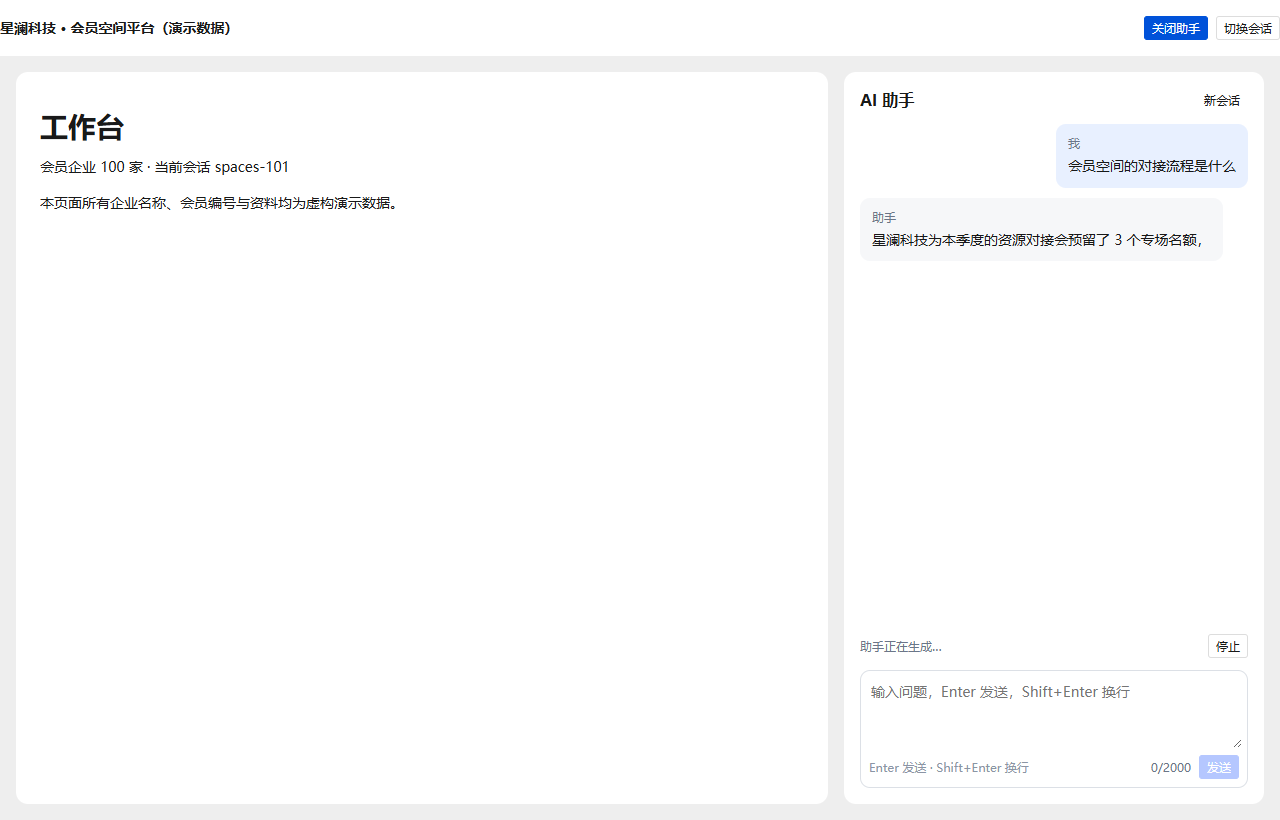 星澜科技 • 会员空间平台（演示数据）
关闭助手
切换会话
工作台
会员企业 100 家 · 当前会话 spaces-101
本页面所有企业名称、会员编号与资料均为虚构演示数据。
AI 助手
新会话
我
会员空间的对接流程是什么
助手
星澜科技为本季度的资源对接会预留了 3 个专场名额，
助手正在生成...
停止
输入问题，Enter 发送，Shift+Enter 换行
Enter 发送 · Shift+Enter 换行
0/2000
发送